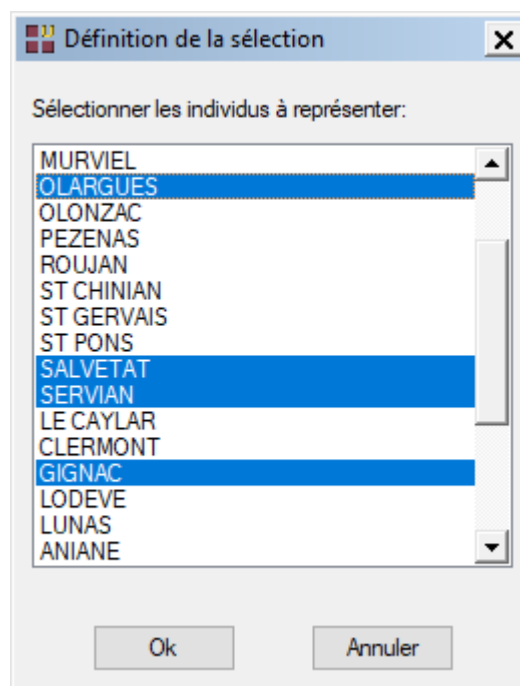 Définition de la sélection
Sélectionner les individus à représenter:
MURVIEL
OLARGUES
OLONZAC
PEZENAS
ROUJAN
ST CHINIAN
ST GERVAIS
ST PONS
SALVETAT
SERVIAN
LE CAYLAR
CLERMONT
GIGNAC
LODEVE
LUNAS
ANIANE
Ok
Annuler